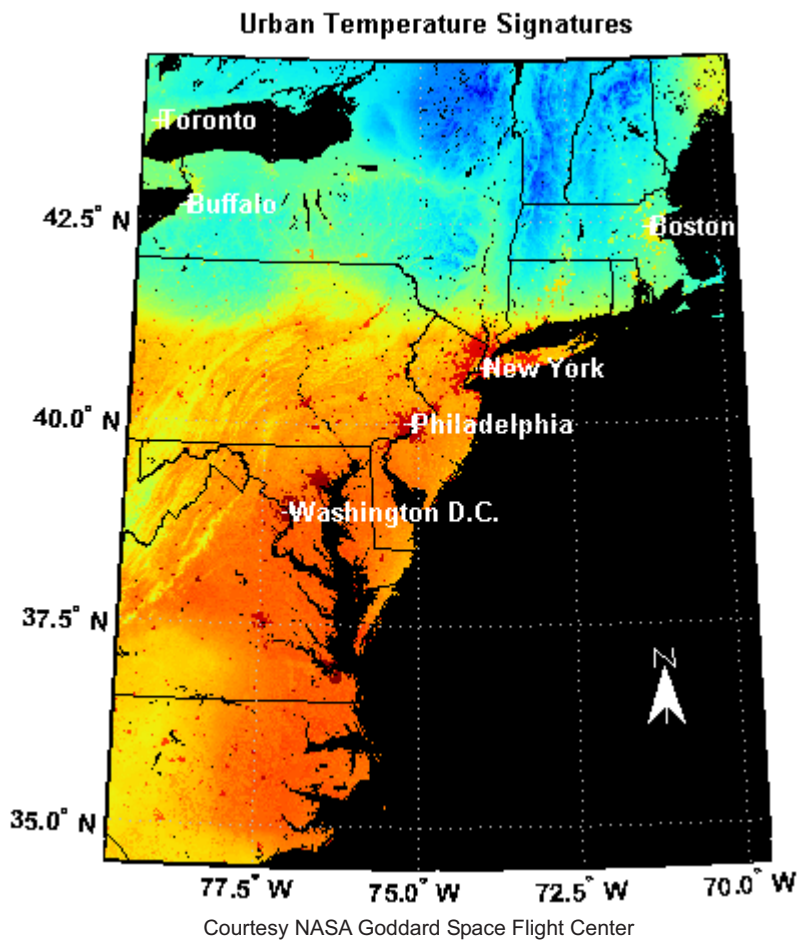 Urban Temperature Signatures
Toronto
Buffalo
42.5° N
Boston
New York
40.0° N
Philadelphia
Washington D.C.
37.5° N
N
35.0° N
77.5° W
75.0° W
72.5° W
70.0° W
Courtesy NASA Goddard Space Flight Center